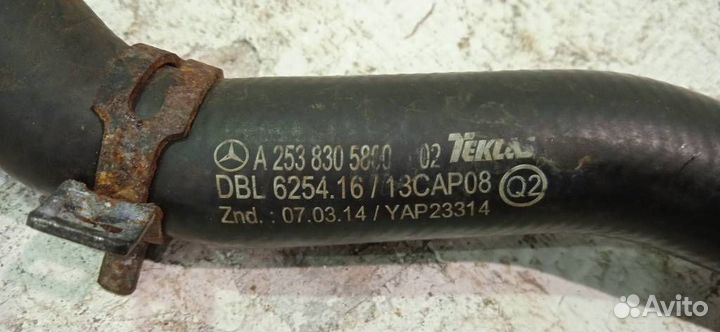 A 253 830 5800 02 TEKLAS
DBL 6254.16 / 13CAP08 Q2
Znd. : 07.03.14 / YAP23314
Avito